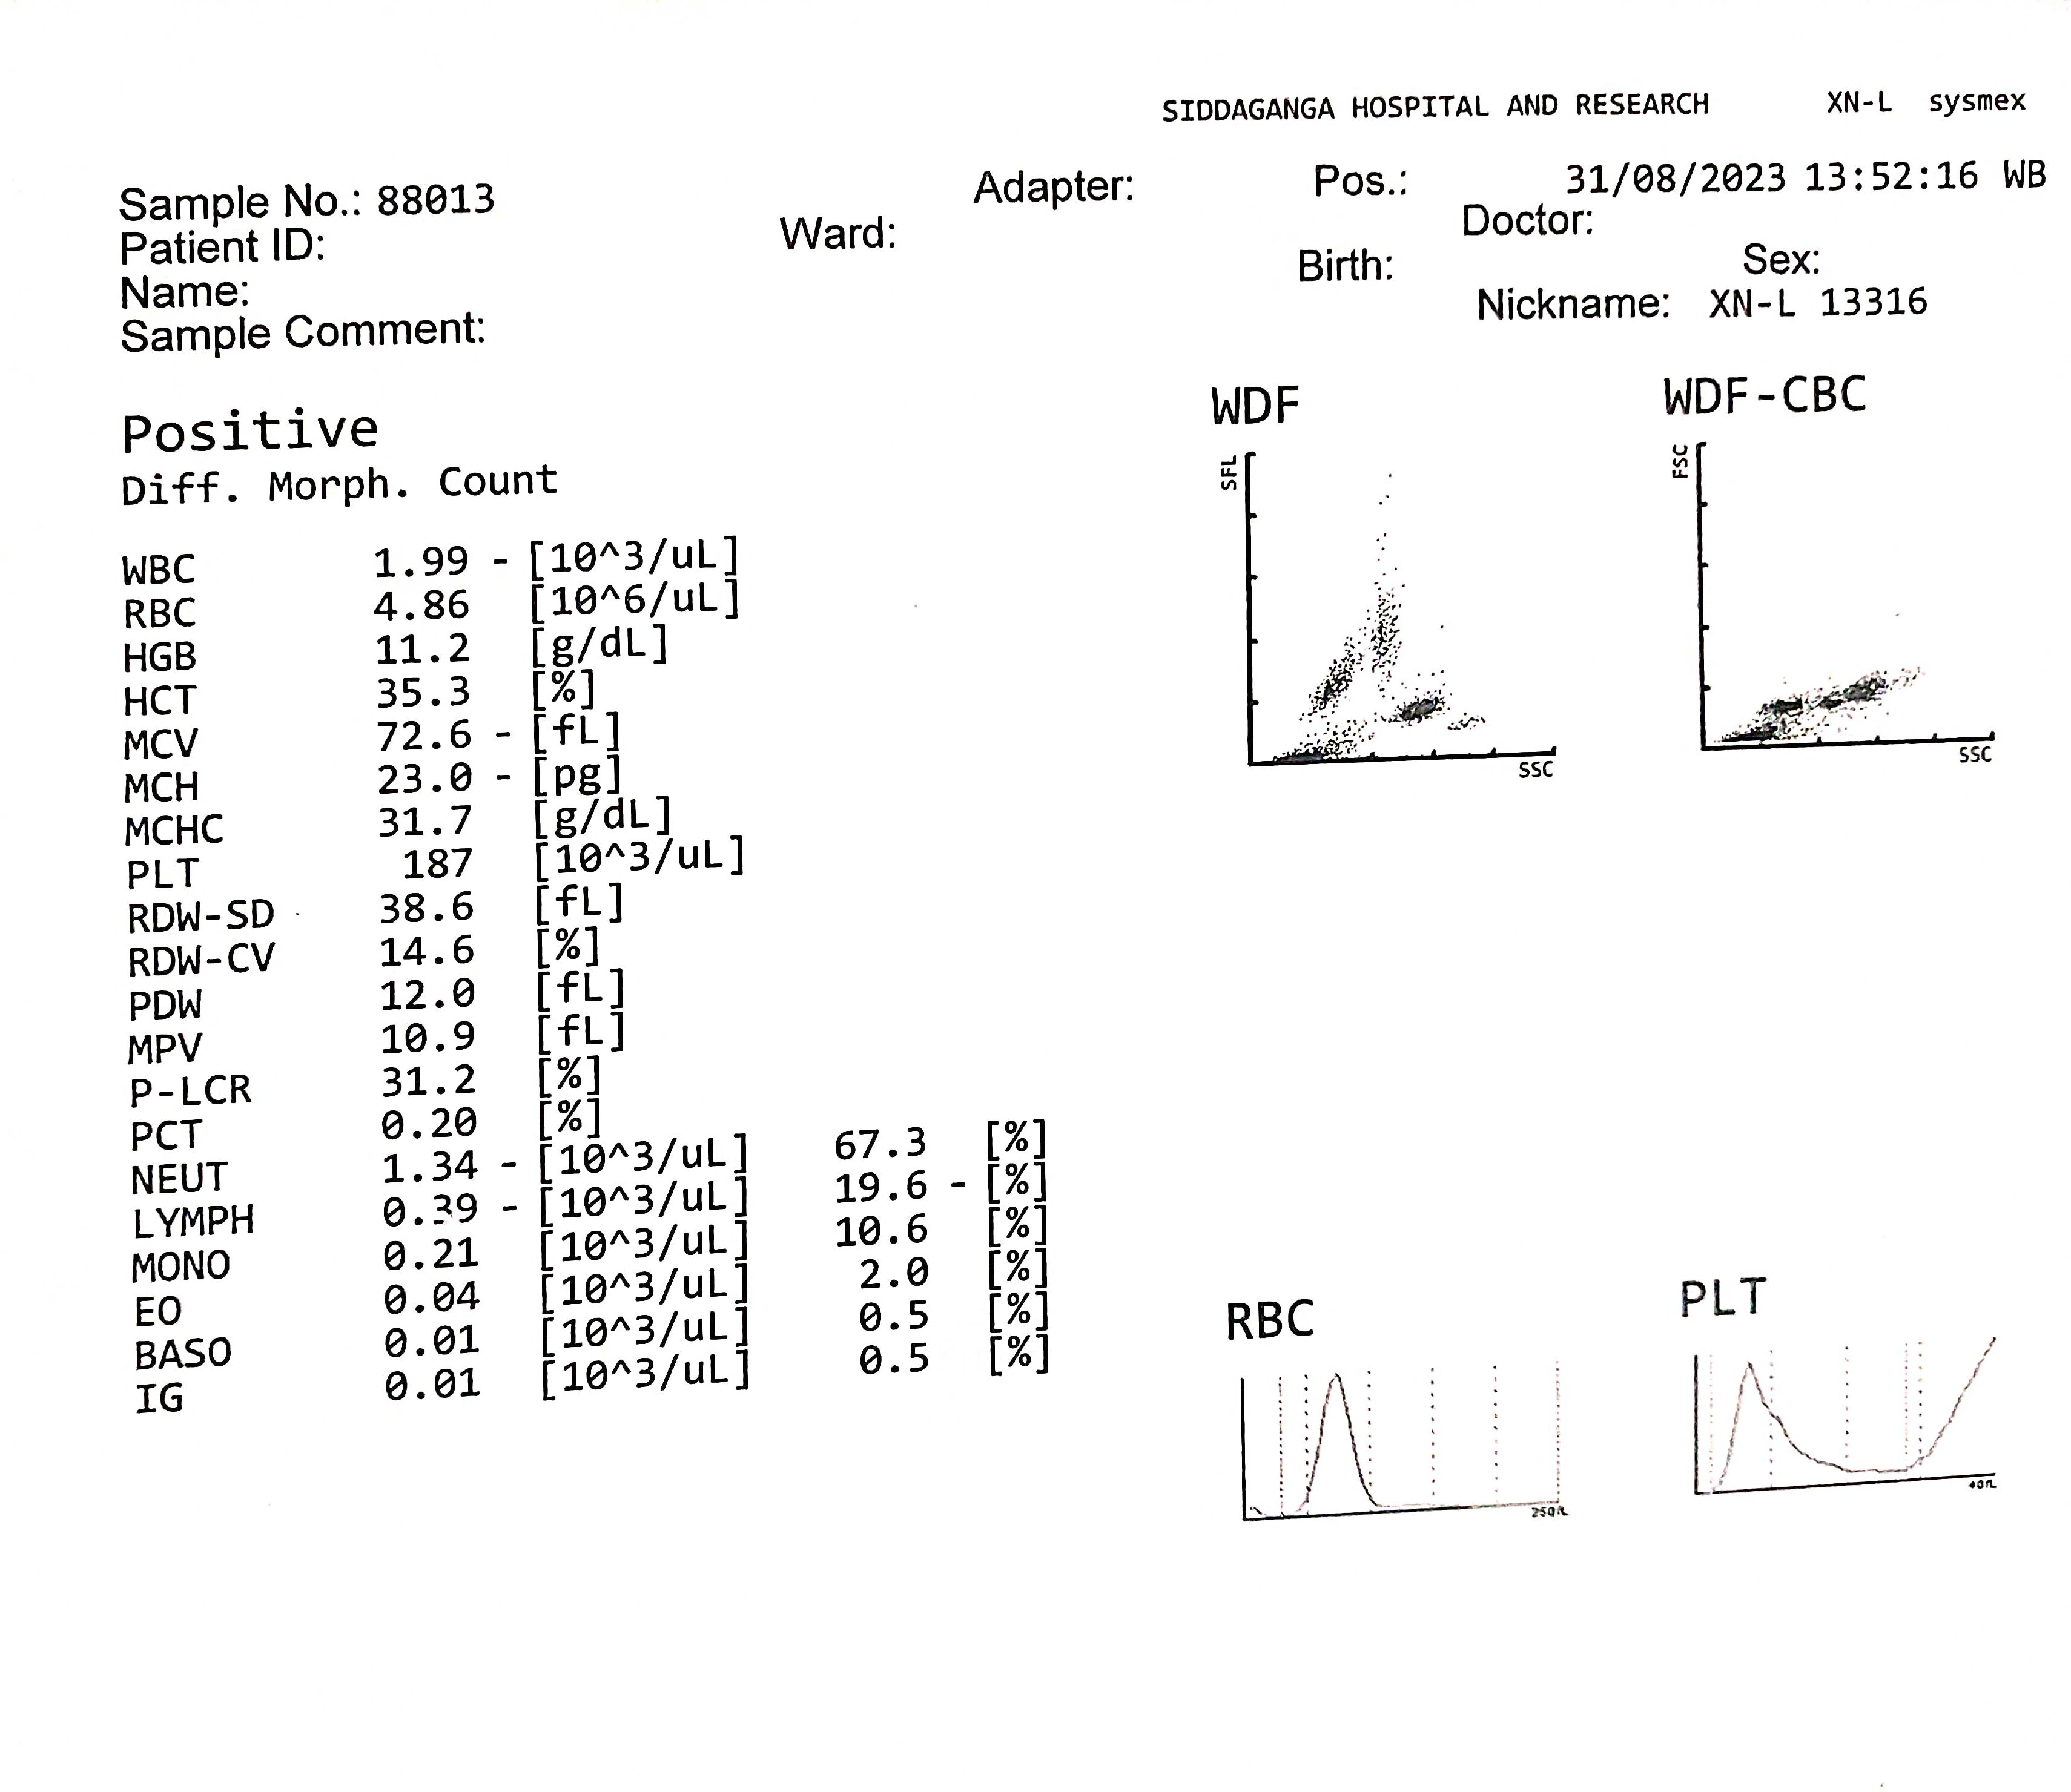 SIDDAGANGA HOSPITAL AND RESEARCH XN-L sysmex
Sample No.: 88013 Adapter: Pos.: 31/08/2023 13:52:16 WB
Patient ID: Ward: Doctor:
Name: Birth: Sex:
Sample Comment: Nickname: XN-L 13316
Positive
Diff. Morph. Count
WBC 1.99 - [10^3/uL]
RBC 4.86 [10^6/uL]
HGB 11.2 [g/dL]
HCT 35.3 [%]
MCV 72.6 - [fL]
MCH 23.0 - [pg]
MCHC 31.7 [g/dL]
PLT 187 [10^3/uL]
RDW-SD 38.6 [fL]
RDW-CV 14.6 [%]
PDW 12.0 [fL]
MPV 10.9 [fL]
P-LCR 31.2 [%]
PCT 0.20 [%]
NEUT 1.34 - [10^3/uL] 67.3 [%]
LYMPH 0.39 - [10^3/uL] 19.6 - [%]
MONO 0.21 [10^3/uL] 10.6 [%]
EO 0.04 [10^3/uL] 2.0 [%]
BASO 0.01 [10^3/uL] 0.5 [%]
IG 0.01 [10^3/uL] 0.5 [%]
WDF
SFL
SSC
WDF-CBC
FSC
SSC
RBC
250fL
PLT
40fL